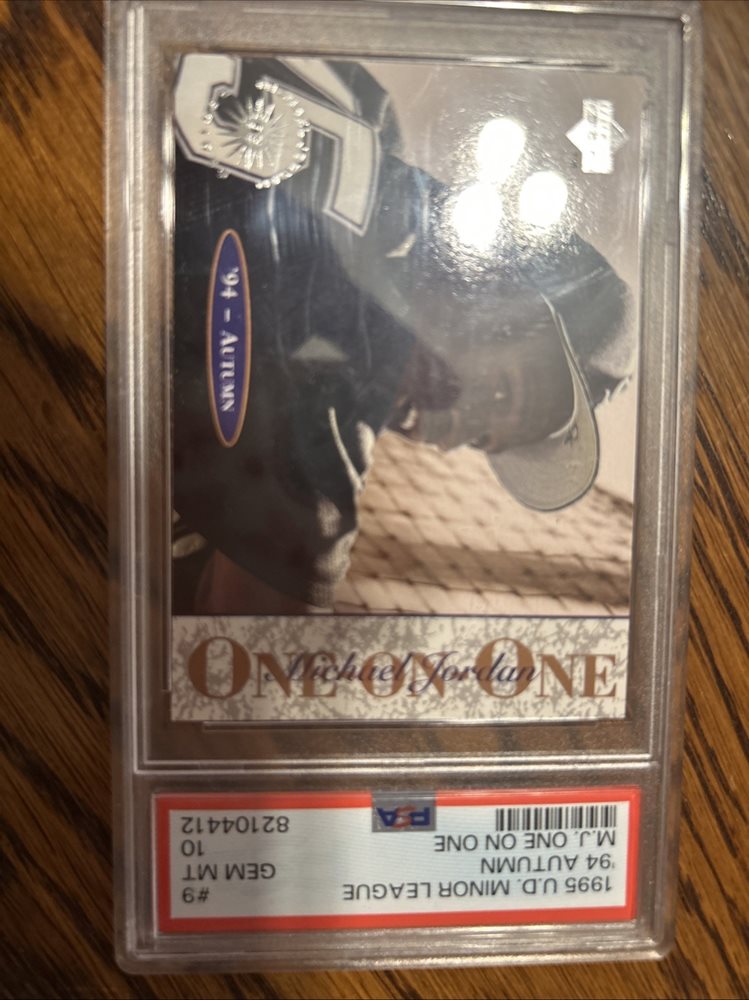 '94 - AUTUMN
ONE ON ONE
Michael Jordan
1995 U.D. MINOR LEAGUE #9
'94 AUTUMN GEM MT
M.J. ONE ON ONE 10
PSA 82104412